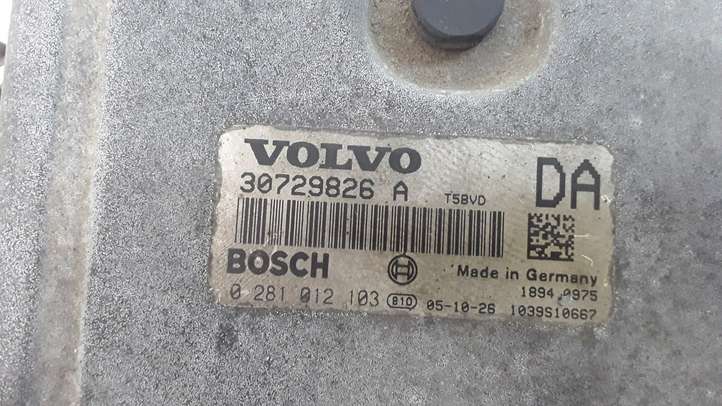 VOLVO
30729826 A T5BVD
DA
BOSCH
Made in Germany
1894 0975
0 281 012 103 810 05-10-26 1039S10667